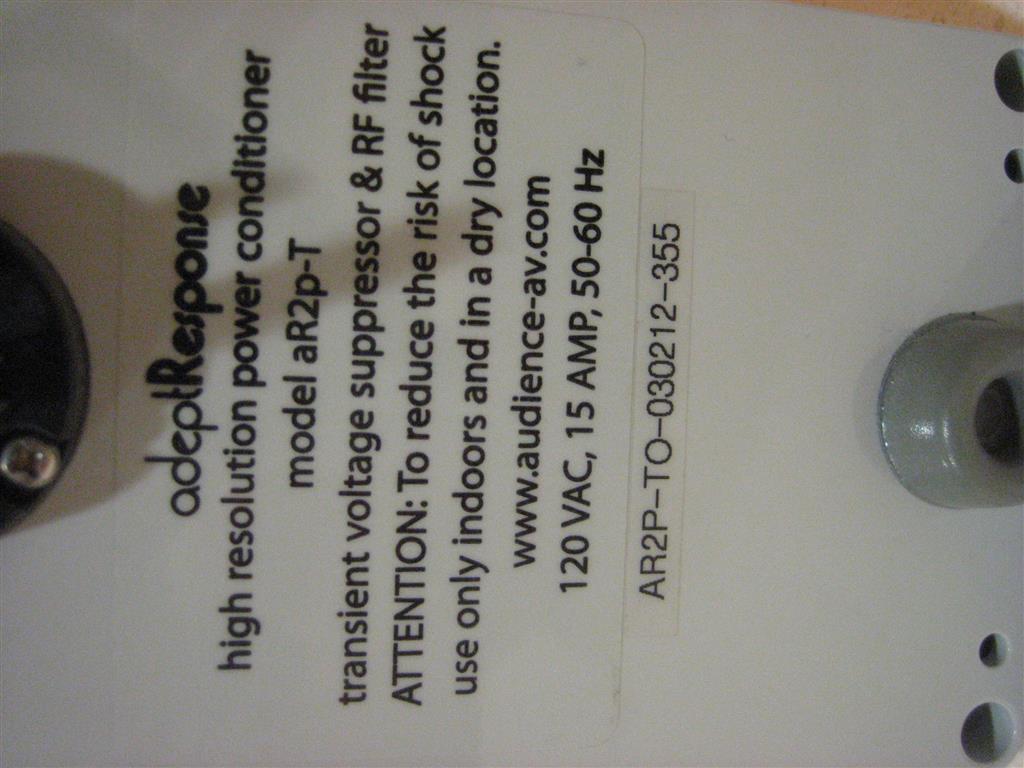 adeptResponse
high resolution power conditioner
model aR2p-T
transient voltage suppressor & RF filter
ATTENTION: To reduce the risk of shock
use only indoors and in a dry location.
www.audience-av.com
120 VAC, 15 AMP, 50-60 Hz
AR2P-TO-030212-355